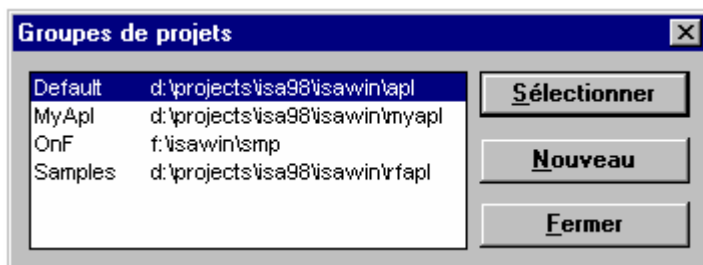 Groupes de projets
Default d:\projects\isa98\isawin\apl
MyApl d:\projects\isa98\isawin\myapl
OnF f:\isawin\smp
Samples d:\projects\isa98\isawin\rfapl
Sélectionner
Nouveau
Fermer